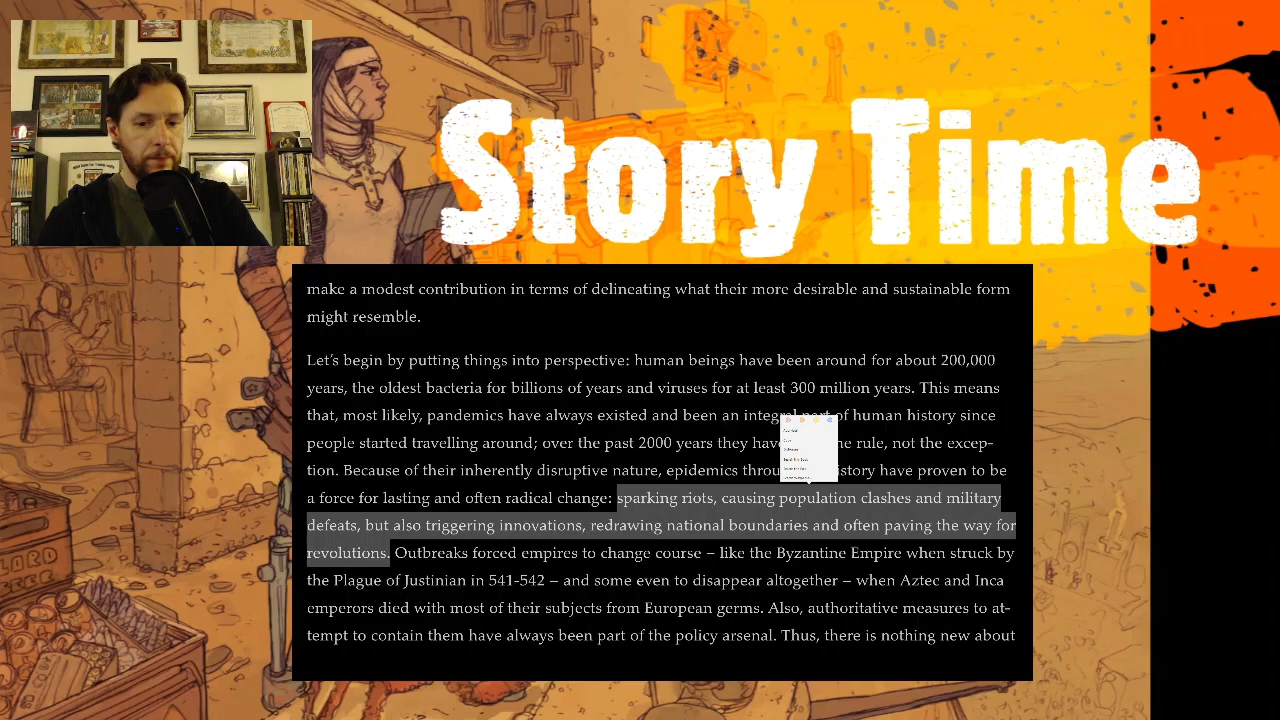 Story Time
make a modest contribution in terms of delineating what their more desirable and sustainable form
might resemble.
Let's begin by putting things into perspective: human beings have been around for about 200,000
years, the oldest bacteria for billions of years and viruses for at least 300 million years. This means
that, most likely, pandemics have always existed and been an integral part of human history since
people started travelling around; over the past 2000 years they have rule, not the excep-
tion. Because of their inherently disruptive nature, epidemics history have proven to be
a force for lasting and often radical change: sparking riots, causing population clashes and military
defeats, but also triggering innovations, redrawing national boundaries and often paving the way for
revolutions. Outbreaks forced empires to change course – like the Byzantine Empire when struck by
the Plague of Justinian in 541-542 – and some even to disappear altogether – when Aztec and Inca
emperors died with most of their subjects from European germs. Also, authoritative measures to at-
tempt to contain them have always been part of the policy arsenal. Thus, there is nothing new about